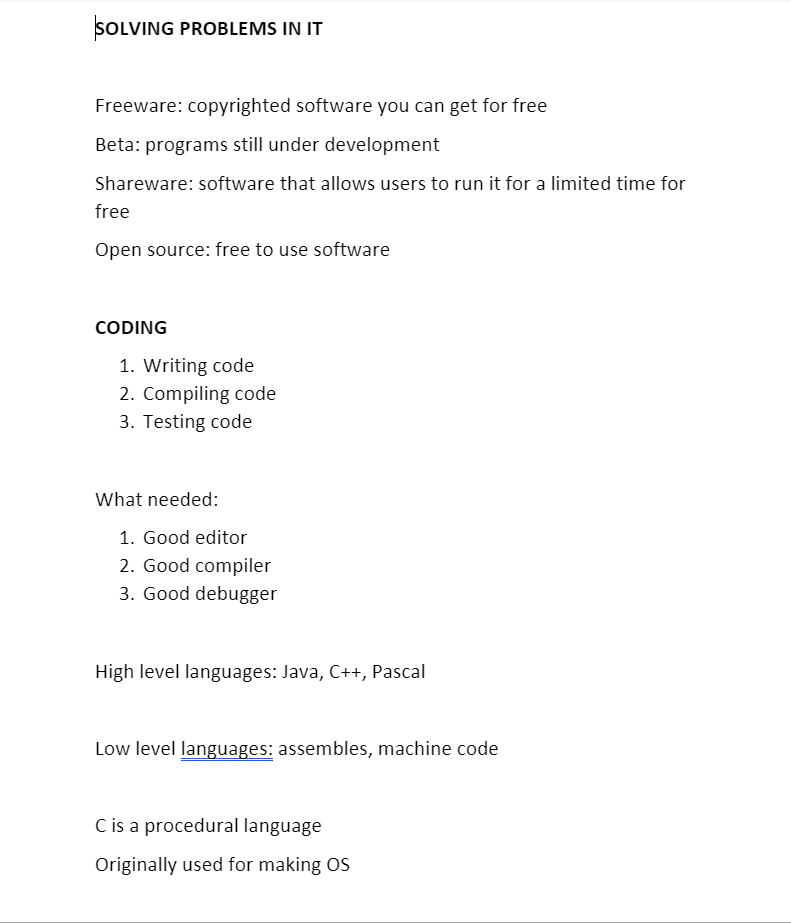 SOLVING PROBLEMS IN IT
Freeware: copyrighted software you can get for free
Beta: programs still under development
Shareware: software that allows users to run it for a limited time for
free
Open source: free to use software
CODING
1. Writing code
2. Compiling code
3. Testing code
What needed:
1. Good editor
2. Good compiler
3. Good debugger
High level languages: Java, C++, Pascal
Low level languages: assembles, machine code
C is a procedural language
Originally used for making OS